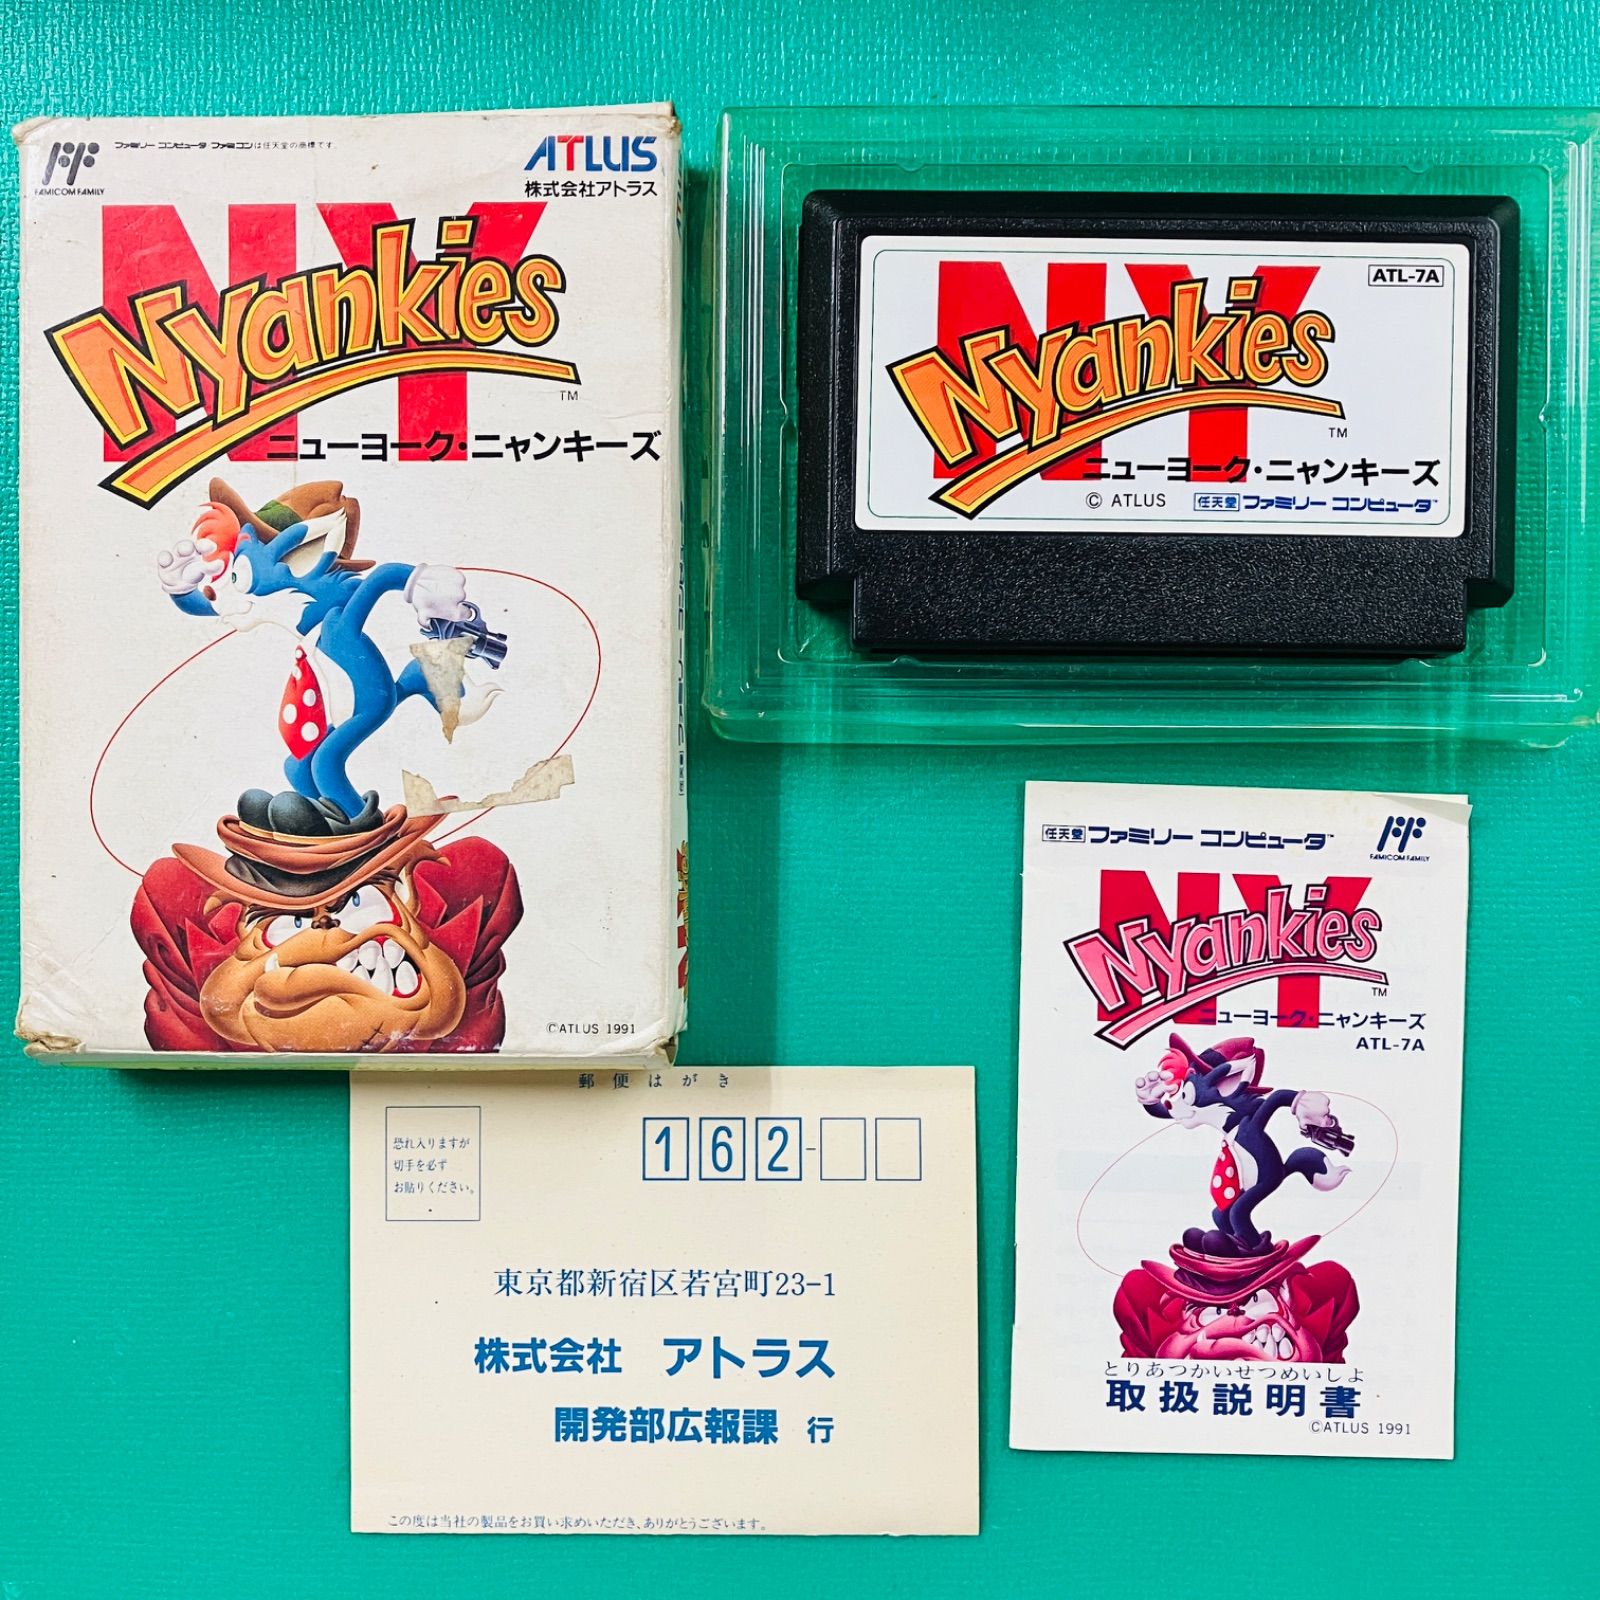 ファミリー コンピュータ・ファミコンは任天堂の商標です。
FAMICOM FAMILY
ATLUS
株式会社アトラス
NY
Nyankies
TM
ニューヨーク・ニャンキーズ
©ATLUS 1991
ATL-7A
NY
Nyankies
TM
ニューヨーク・ニャンキーズ
© ATLUS 任天堂 ファミリー コンピュータ™
任天堂 ファミリー コンピュータ™
FAMICOM FAMILY
NY
Nyankies
TM
ニューヨーク・ニャンキーズ
ATL-7A
とりあつかいせつめいしよ
取扱説明書
©ATLUS 1991
郵便はがき
恐れ入りますが
切手を必ず
お貼りください。
162-
東京都新宿区若宮町23-1
株式会社 アトラス
開発部広報課 行
この度は当社の製品をお買い求めいただき、ありがとうございます。